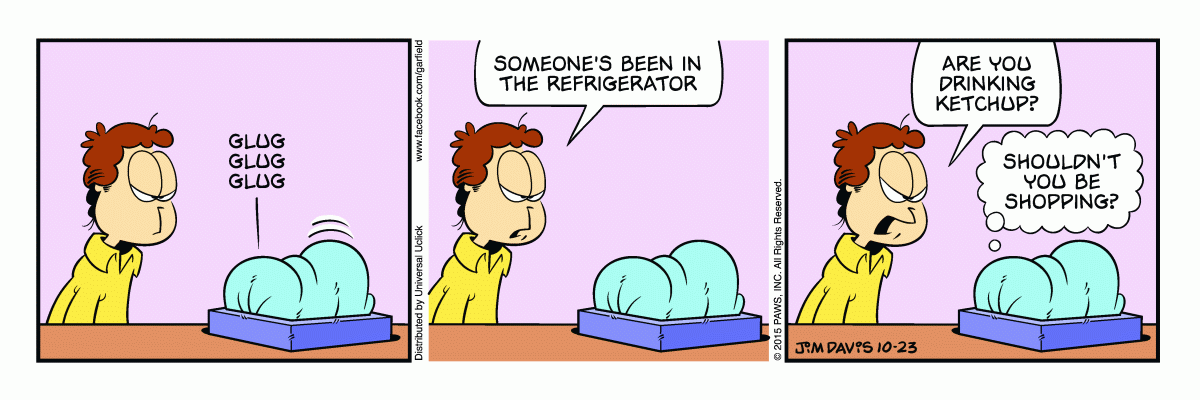 GLUG
GLUG
GLUG
Distributed by Universal Uclick
www.facebook.com/garfield
SOMEONE'S BEEN IN
THE REFRIGERATOR
© 2015 PAWS, INC. All Rights Reserved.
ARE YOU
DRINKING
KETCHUP?
SHOULDN'T
YOU BE
SHOPPING?
JIM DAVIS 10-23